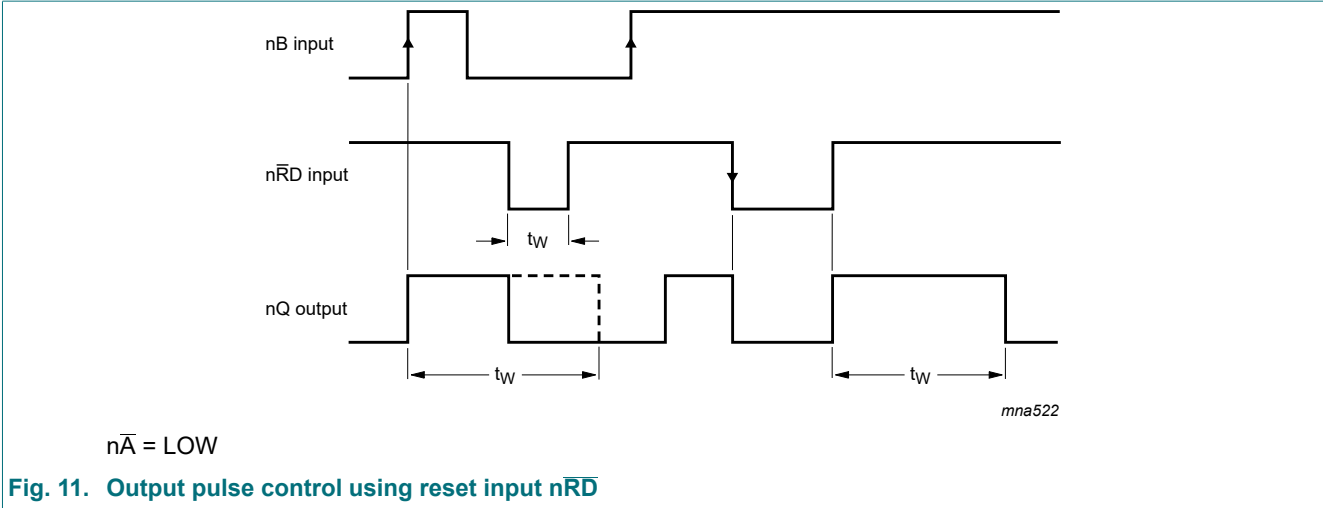 nB input
nR̅D input
tW
nQ output
tW
tW
mna522
nA̅ = LOW
Fig. 11. Output pulse control using reset input nR̅D̅